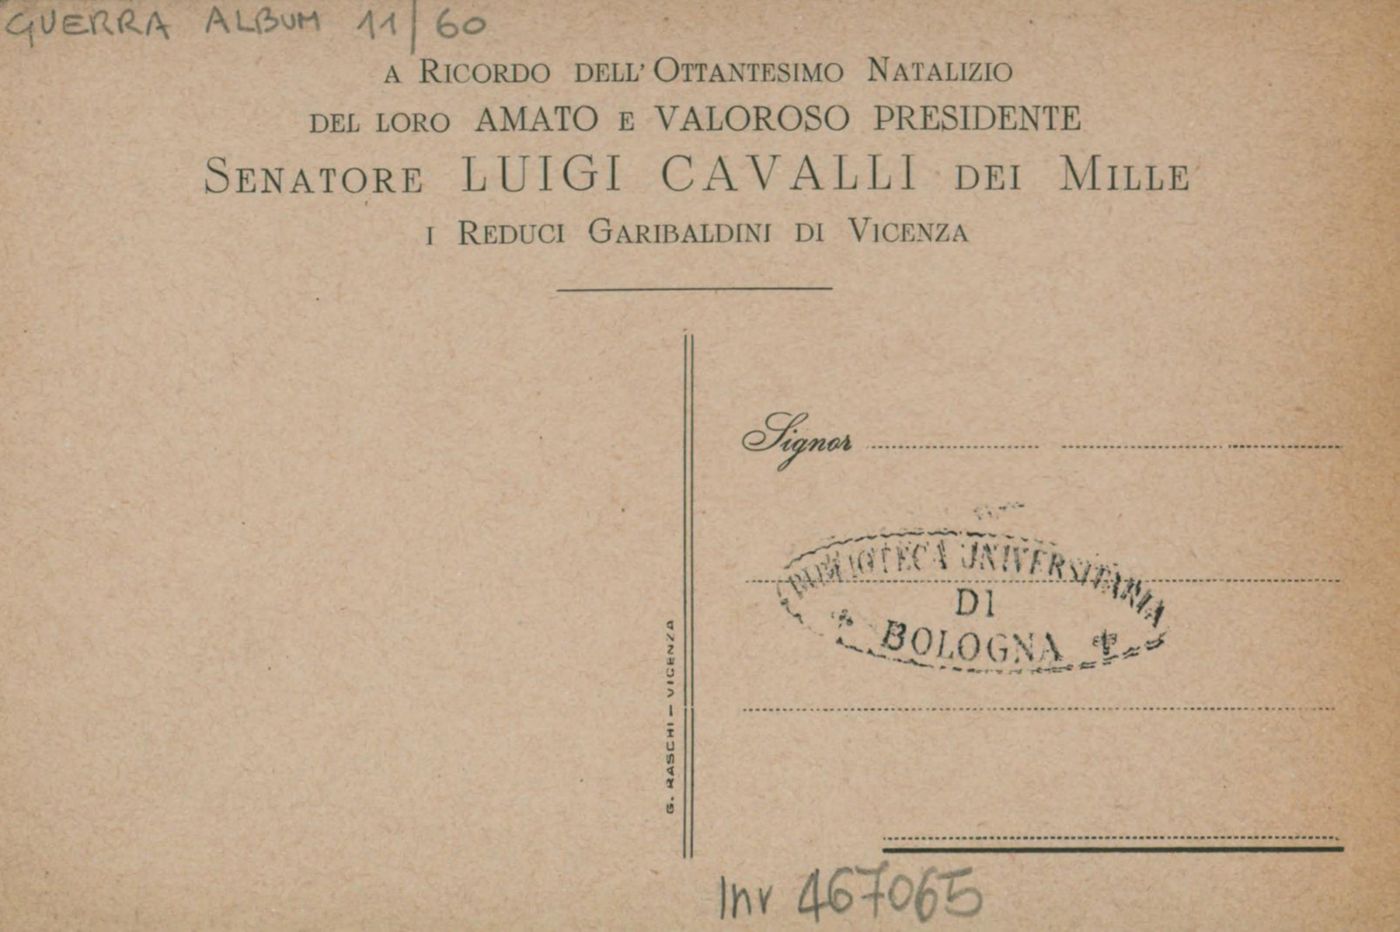 GUERRA ALBUM 11/60
A RICORDO DELL'OTTANTESIMO NATALIZIO
DEL LORO AMATO E VALOROSO PRESIDENTE
SENATORE LUIGI CAVALLI DEI MILLE
I REDUCI GARIBALDINI DI VICENZA
Signor
BIBLIOTECA UNIVERSITARIA
DI
BOLOGNA
G. RASCHI — VICENZA
Inv 467065